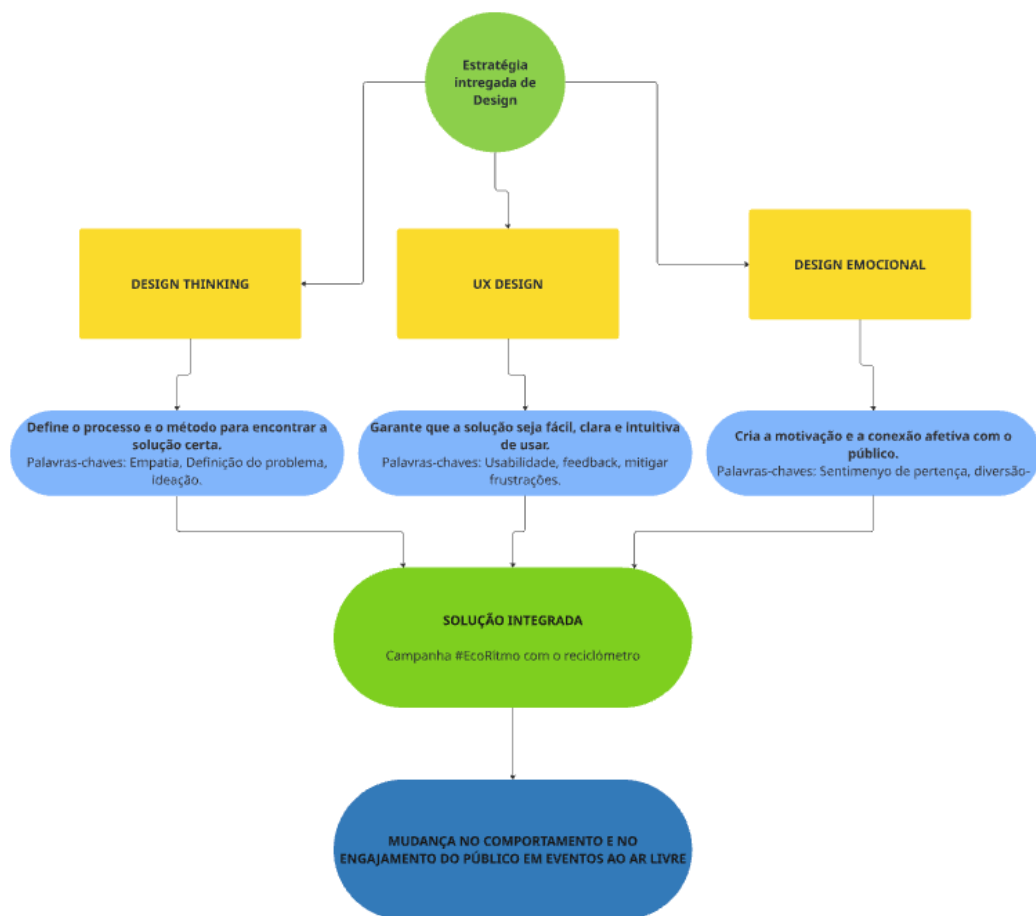 Estratégia
intregada de
Design
DESIGN THINKING
UX DESIGN
DESIGN EMOCIONAL
Define o processo e o método para encontrar a
solução certa.
Palavras-chaves: Empatia, Definição do problema,
ideação.
Garante que a solução seja fácil, clara e intuitiva
de usar.
Palavras-chaves: Usabilidade, feedback, mitigar
frustrações.
Cria a motivação e a conexão afetiva com o
público.
Palavras-chaves: Sentimenyo de pertença, diversão-
SOLUÇÃO INTEGRADA
Campanha #EcoRitmo com o reciclómetro
MUDANÇA NO COMPORTAMENTO E NO
ENGAJAMENTO DO PÚBLICO EM EVENTOS AO AR LIVRE